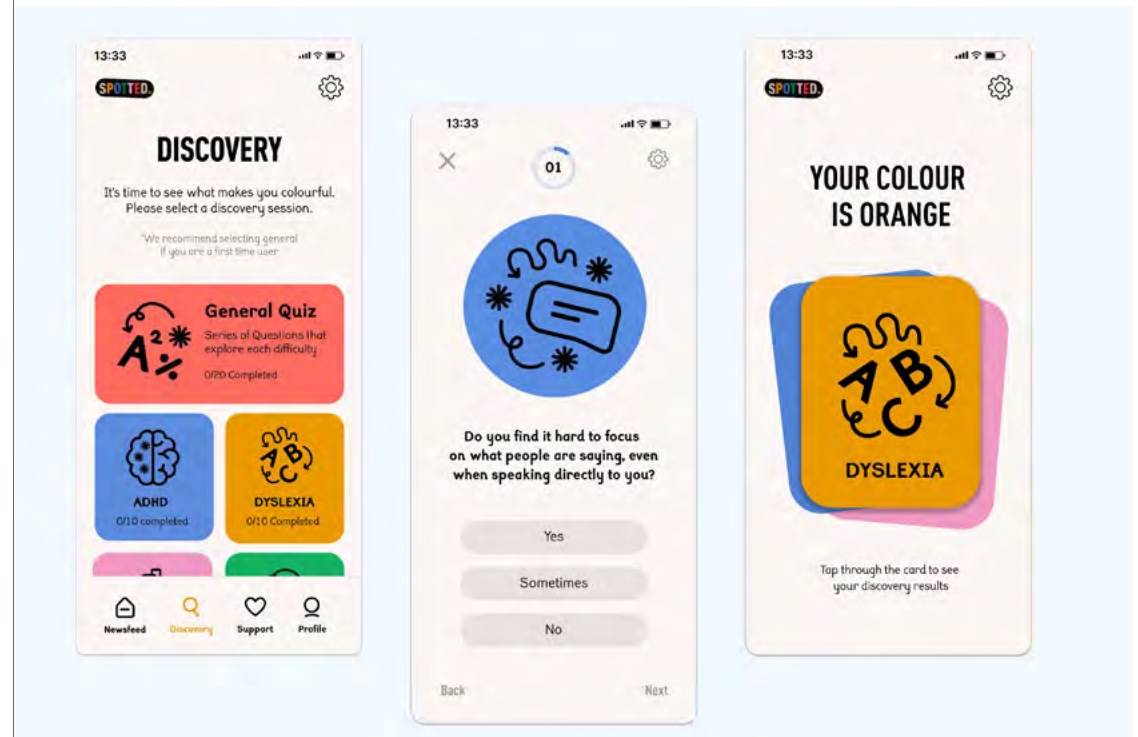 13:33
SPOTTED.
DISCOVERY
It's time to see what makes you colourful.
Please select a discovery session.
*We recommend selecting general
if you are a first time user
General Quiz
Series of Questions that
explore each difficulty
0/20 Completed
A²
÷
ADHD
0/10 completed
A B C
DYSLEXIA
0/10 Completed
Newsfeed
Discovery
Support
Profile
13:33
01
Do you find it hard to focus
on what people are saying, even
when speaking directly to you?
Yes
Sometimes
No
Back
Next
13:33
SPOTTED.
YOUR COLOUR
IS ORANGE
A B C
DYSLEXIA
Tap through the card to see
your discovery results